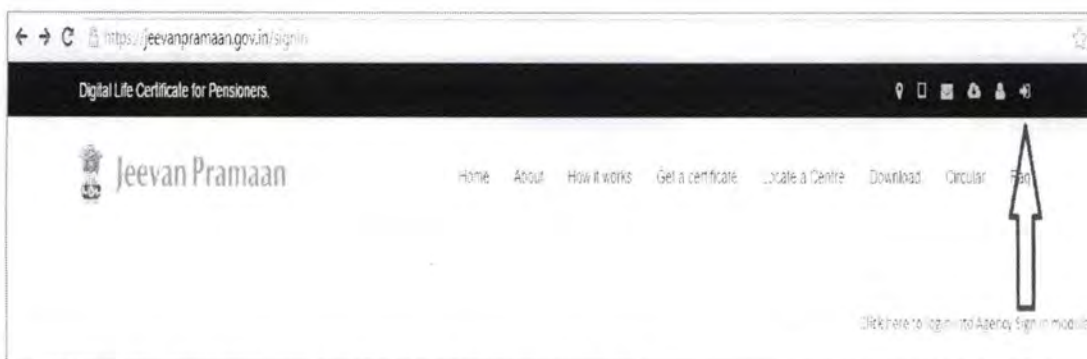 https://jeevanpramaan.gov.in/signin
Digital Life Certificate for Pensioners.
Jeevan Pramaan
Home About How it works Get a certificate Locate a Centre Download Circular Faq
Click here to login into Agency Sign in module